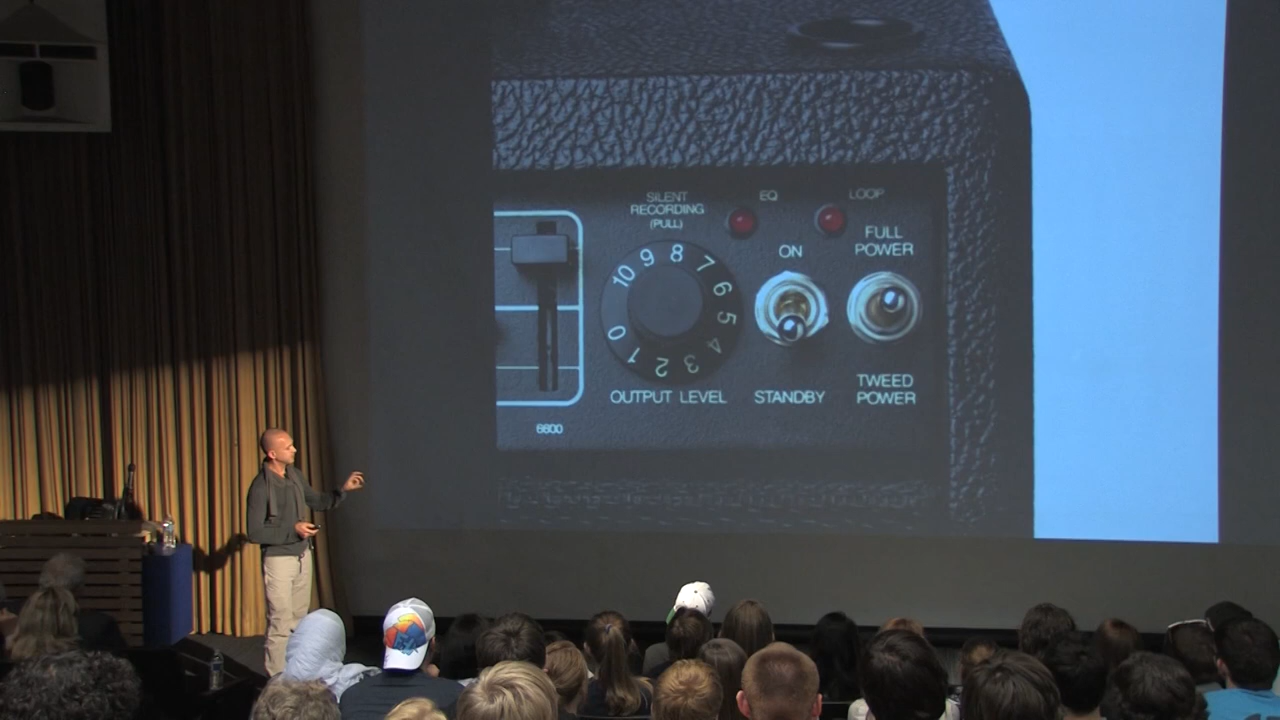 SILENT
RECORDING
(PULL)
EQ
LOOP
ON
FULL
POWER
10 9 8 7 6 5 4 3 2 1 0
OUTPUT LEVEL
STANDBY
TWEED
POWER
6600